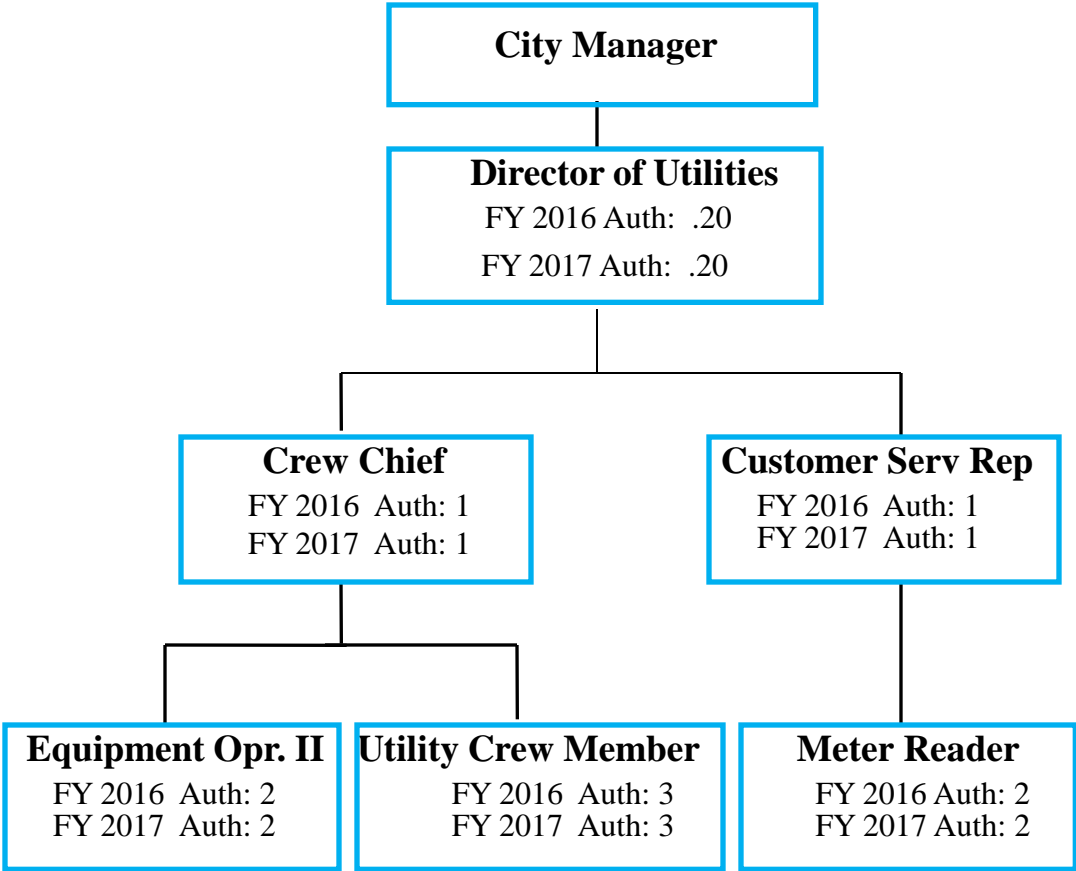 City Manager
Director of Utilities
FY 2016 Auth: .20
FY 2017 Auth: .20
Crew Chief
FY 2016 Auth: 1
FY 2017 Auth: 1
Customer Serv Rep
FY 2016 Auth: 1
FY 2017 Auth: 1
Equipment Opr. II
FY 2016 Auth: 2
FY 2017 Auth: 2
Utility Crew Member
FY 2016 Auth: 3
FY 2017 Auth: 3
Meter Reader
FY 2016 Auth: 2
FY 2017 Auth: 2